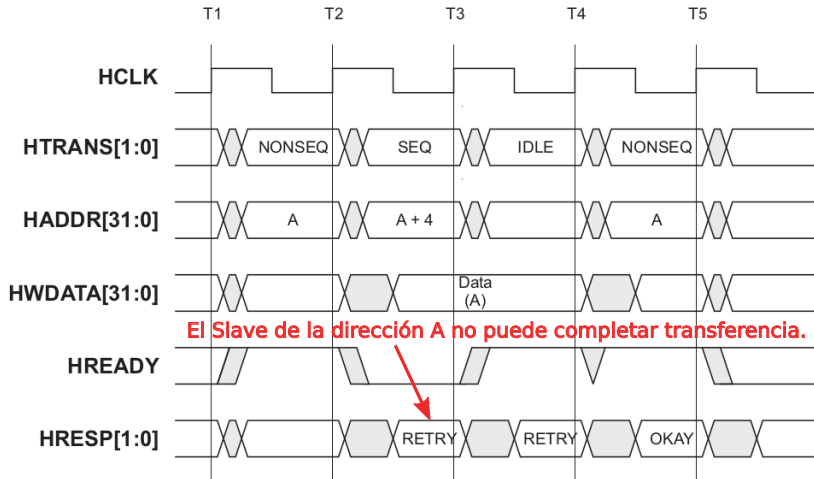 T1 T2 T3 T4 T5
HCLK
HTRANS[1:0] NONSEQ SEQ IDLE NONSEQ
HADDR[31:0] A A + 4 A
HWDATA[31:0] Data
(A)
El Slave de la dirección A no puede completar transferencia.
HREADY
HRESP[1:0] RETRY RETRY OKAY